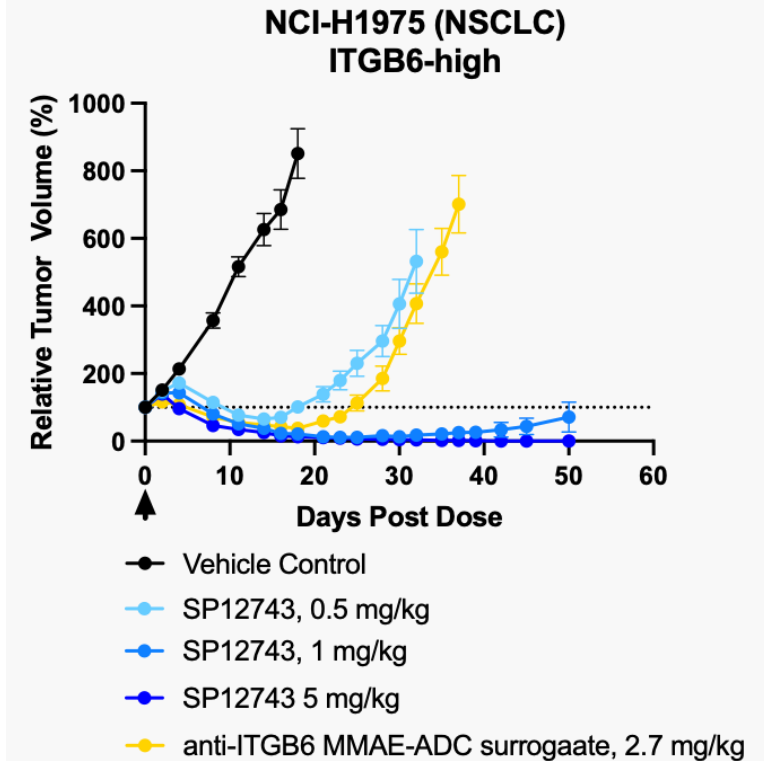 NCI-H1975 (NSCLC)
ITGB6-high
Relative Tumor Volume (%)
1000
800
600
400
200
0
0 10 20 30 40 50 60
Days Post Dose
Vehicle Control
SP12743, 0.5 mg/kg
SP12743, 1 mg/kg
SP12743 5 mg/kg
anti-ITGB6 MMAE-ADC surrogaate, 2.7 mg/kg